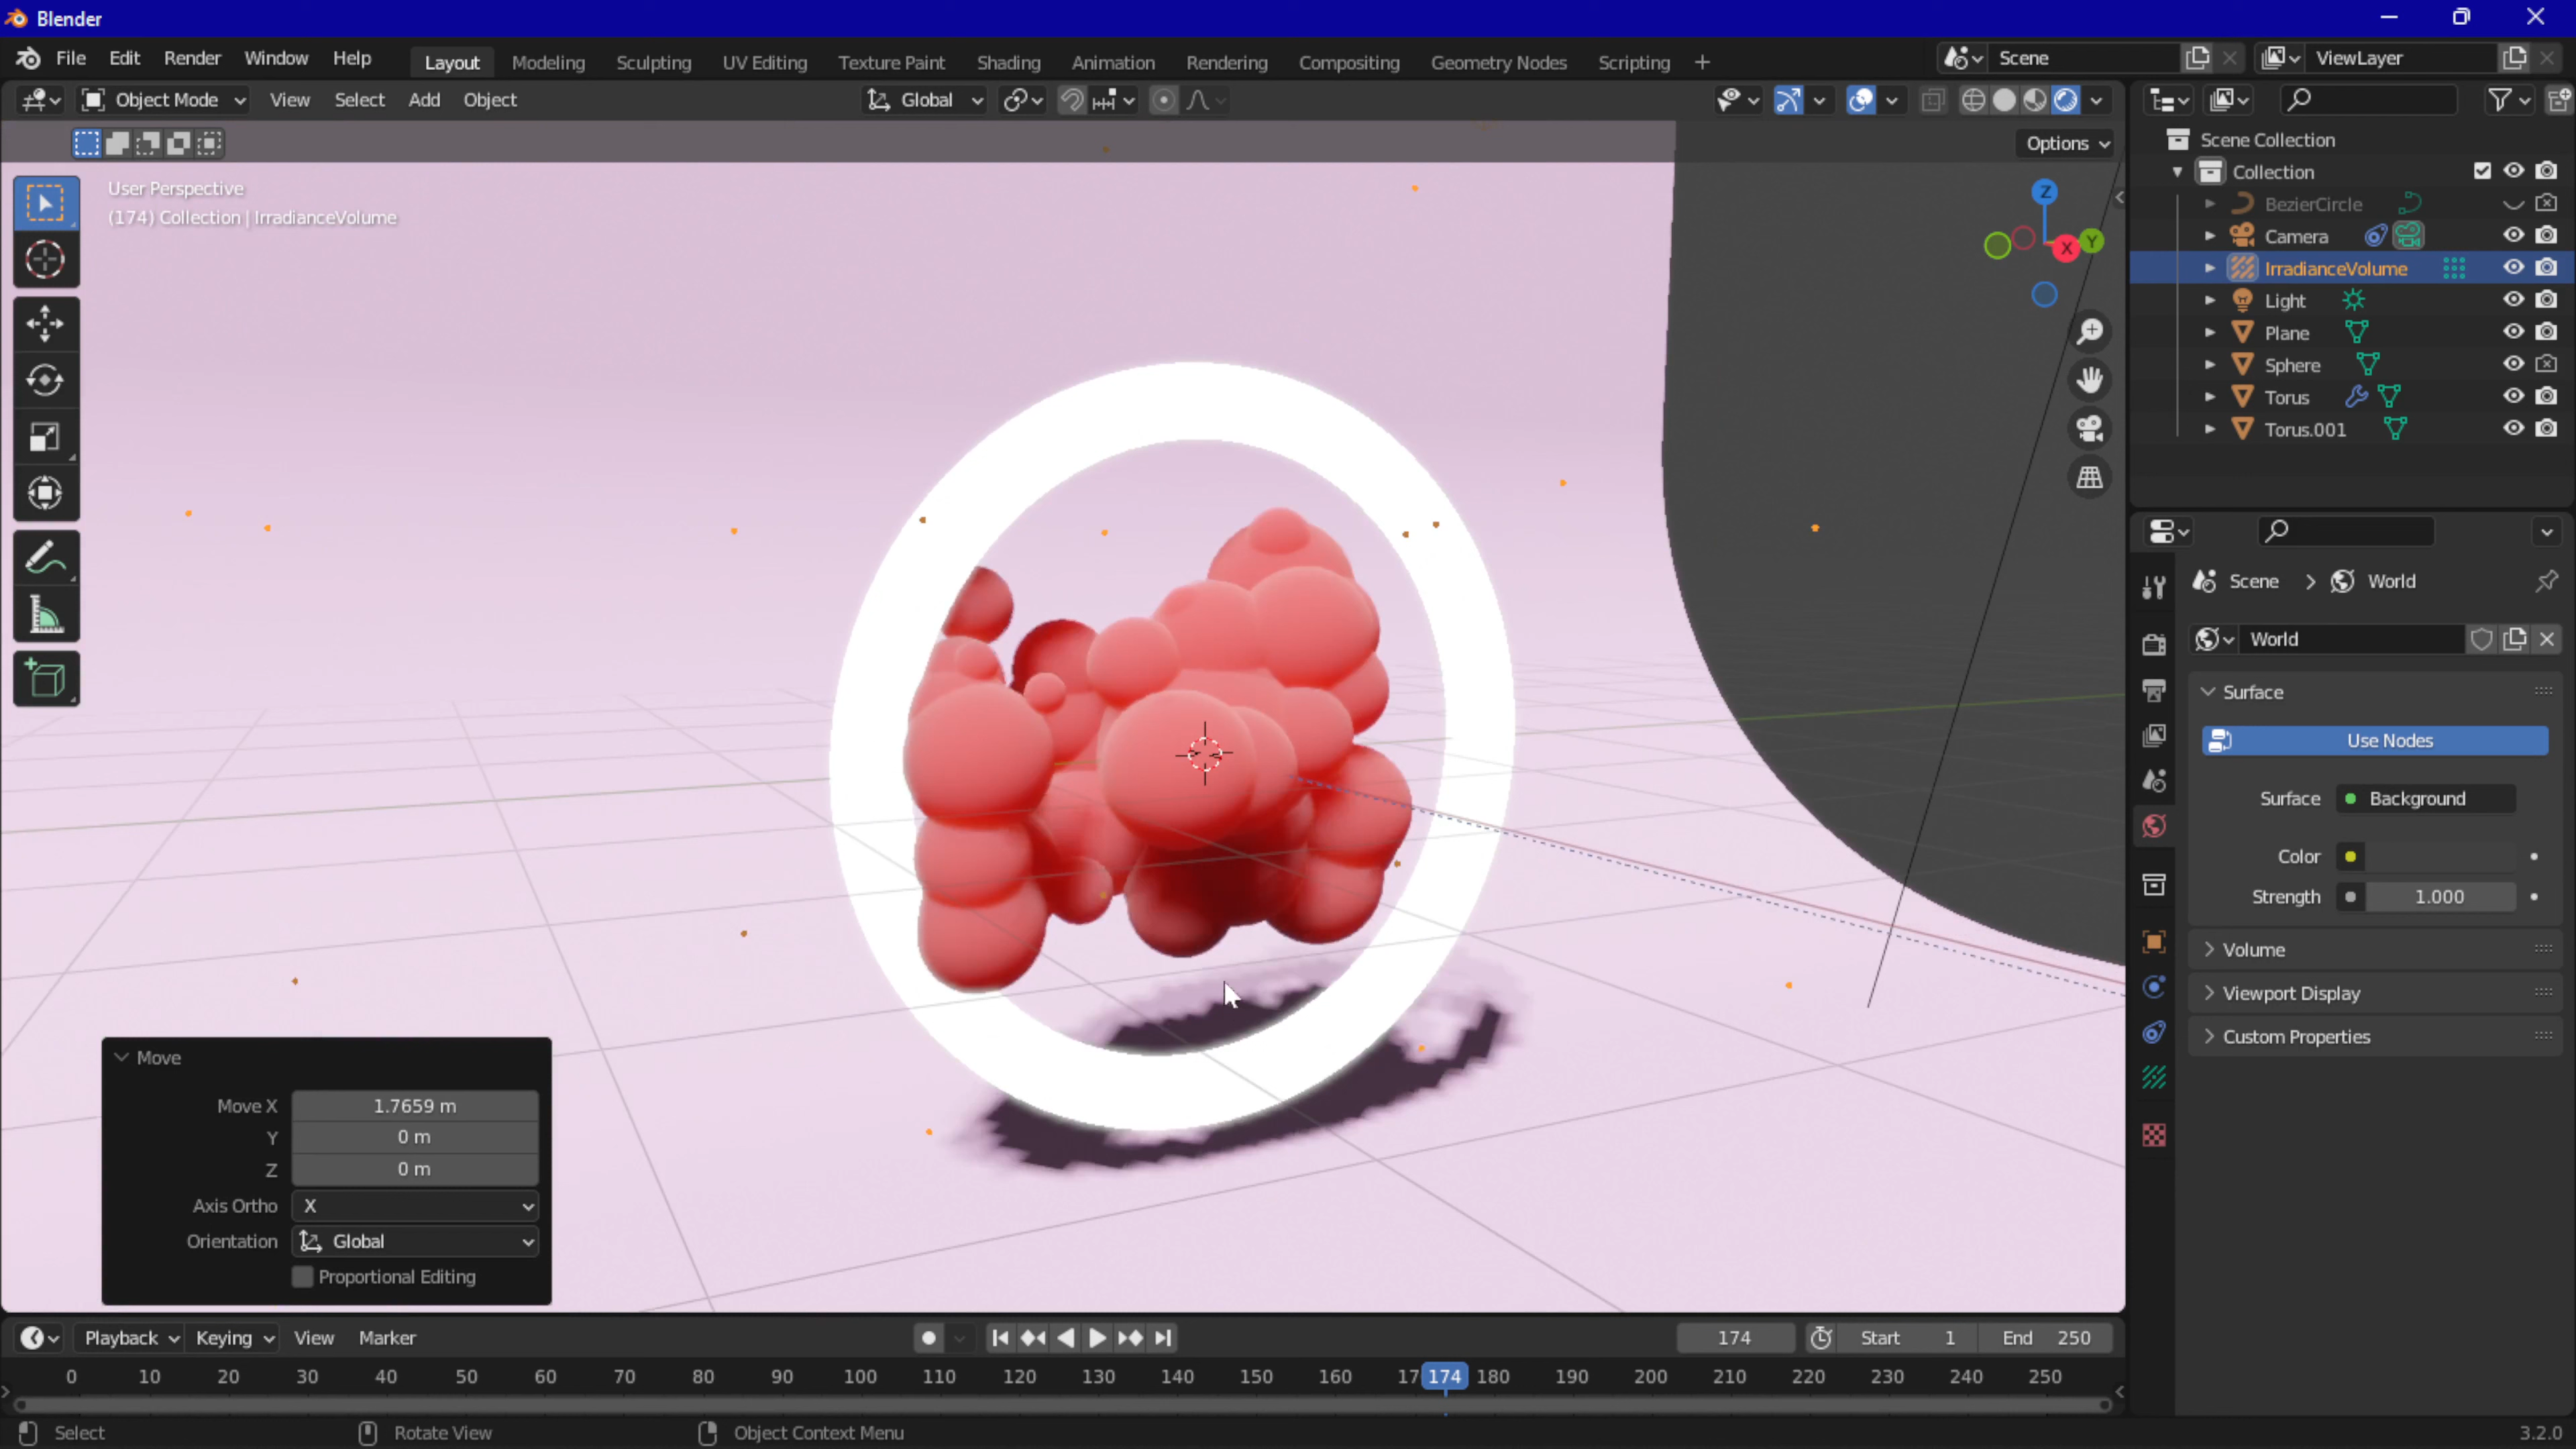 Blender
File Edit Render Window Help Layout Modeling Sculpting UV Editing Texture Paint Shading Animation Rendering Compositing Geometry Nodes Scripting + Scene ViewLayer
Object Mode View Select Add Object Global
Options
User Perspective
(174) Collection | IrradianceVolume
Z
X
Y
Scene Collection
Collection
BezierCircle
Camera
IrradianceVolume
Light
Plane
Sphere
Torus
Torus.001
Scene > World
World
Surface
Use Nodes
Surface Background
Color
Strength 1.000
Volume
Viewport Display
Custom Properties
Move
Move X 1.7659 m
Y 0 m
Z 0 m
Axis Ortho X
Orientation Global
Proportional Editing
Playback Keying View Marker 174 Start 1 End 250
0 10 20 30 40 50 60 70 80 90 100 110 120 130 140 150 160 17 174 180 190 200 210 220 230 240 250
Select Rotate View Object Context Menu 3.2.0